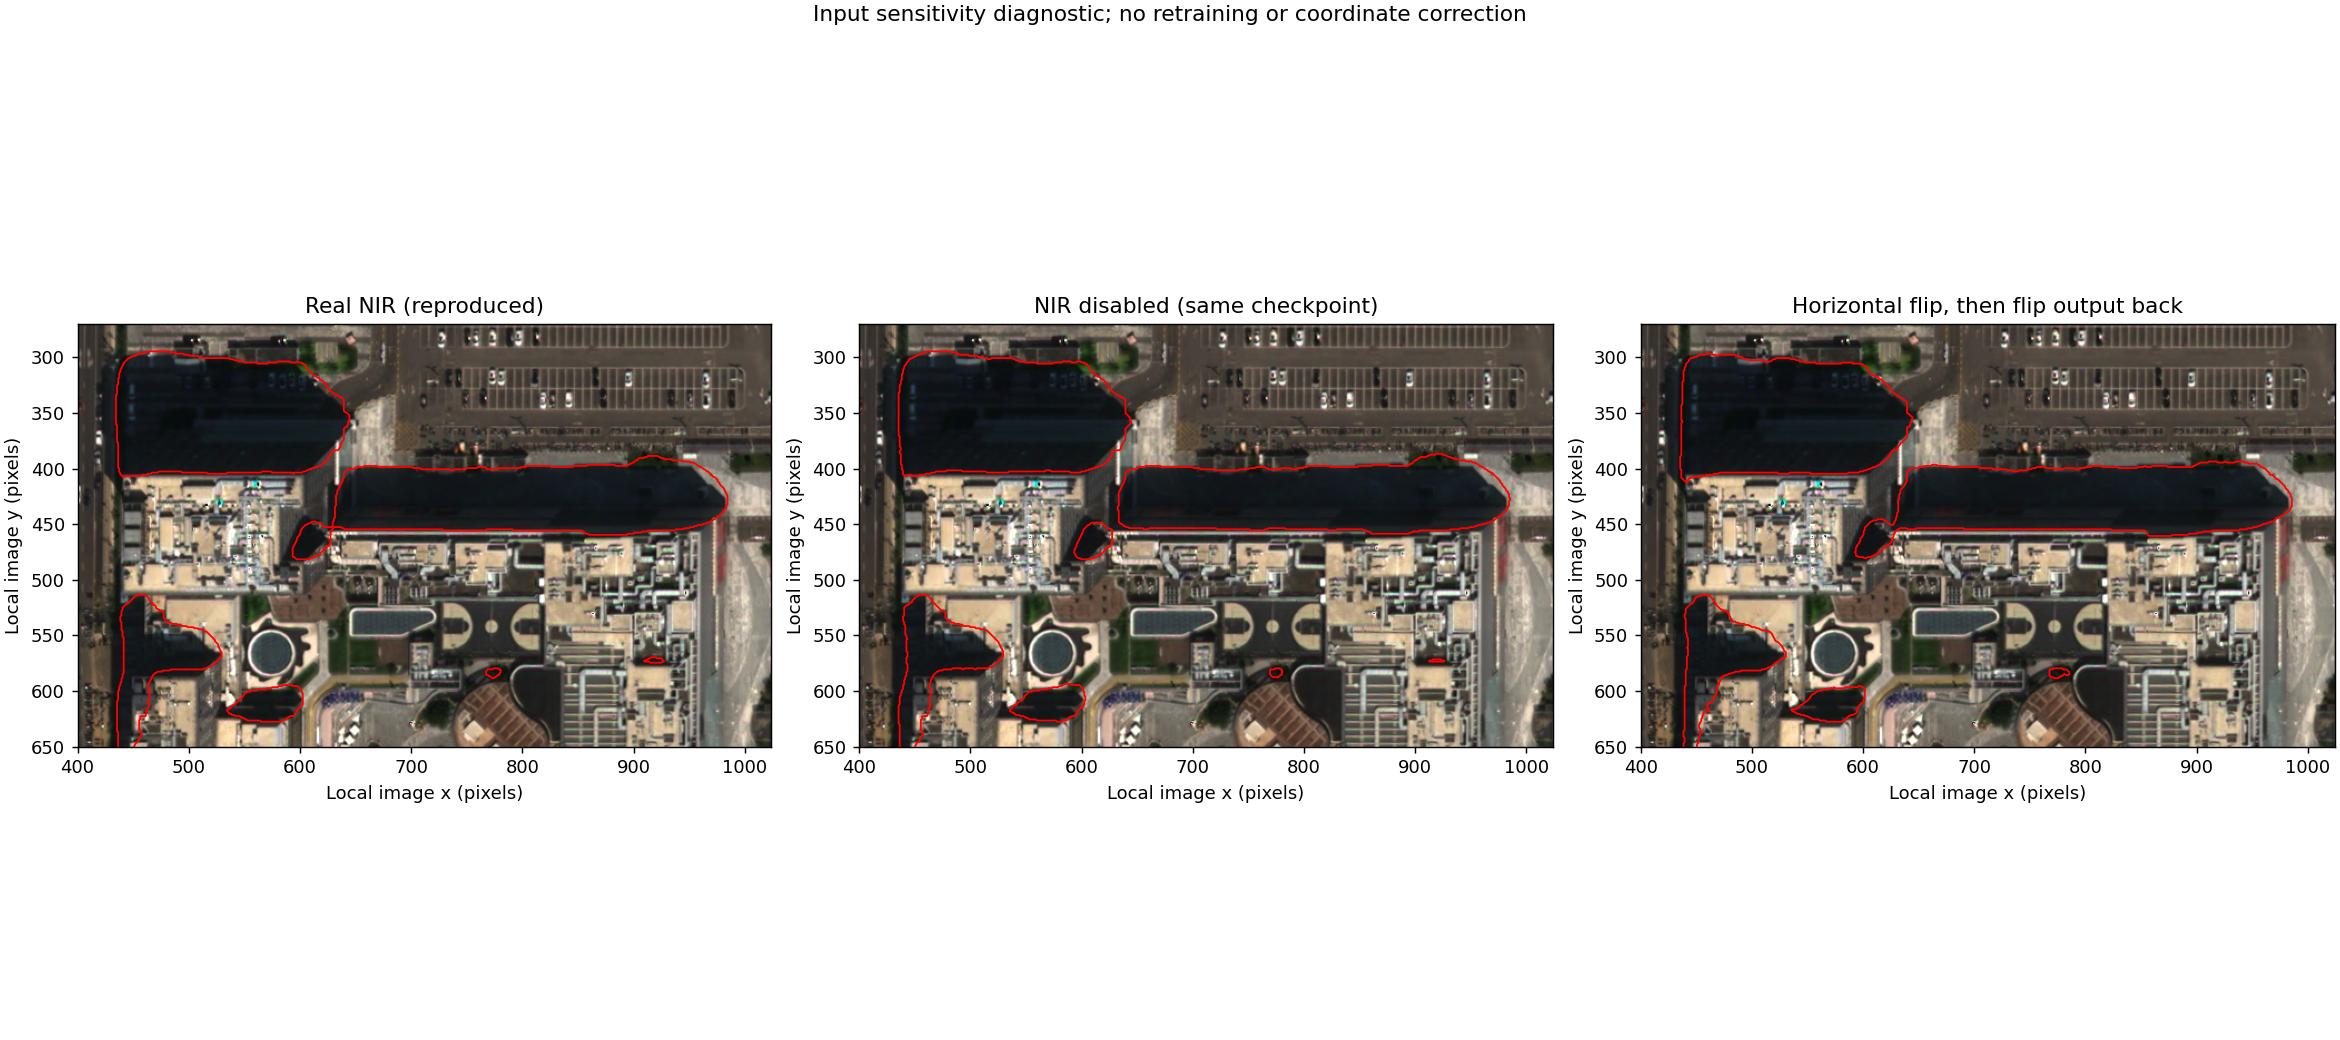 Input sensitivity diagnostic; no retraining or coordinate correction
Real NIR (reproduced)
300
350
400
450
500
550
600
650
Local image y (pixels)
400 500 600 700 800 900 1000
Local image x (pixels)
NIR disabled (same checkpoint)
300
350
400
450
500
550
600
650
Local image y (pixels)
400 500 600 700 800 900 1000
Local image x (pixels)
Horizontal flip, then flip output back
300
350
400
450
500
550
600
650
Local image y (pixels)
400 500 600 700 800 900 1000
Local image x (pixels)